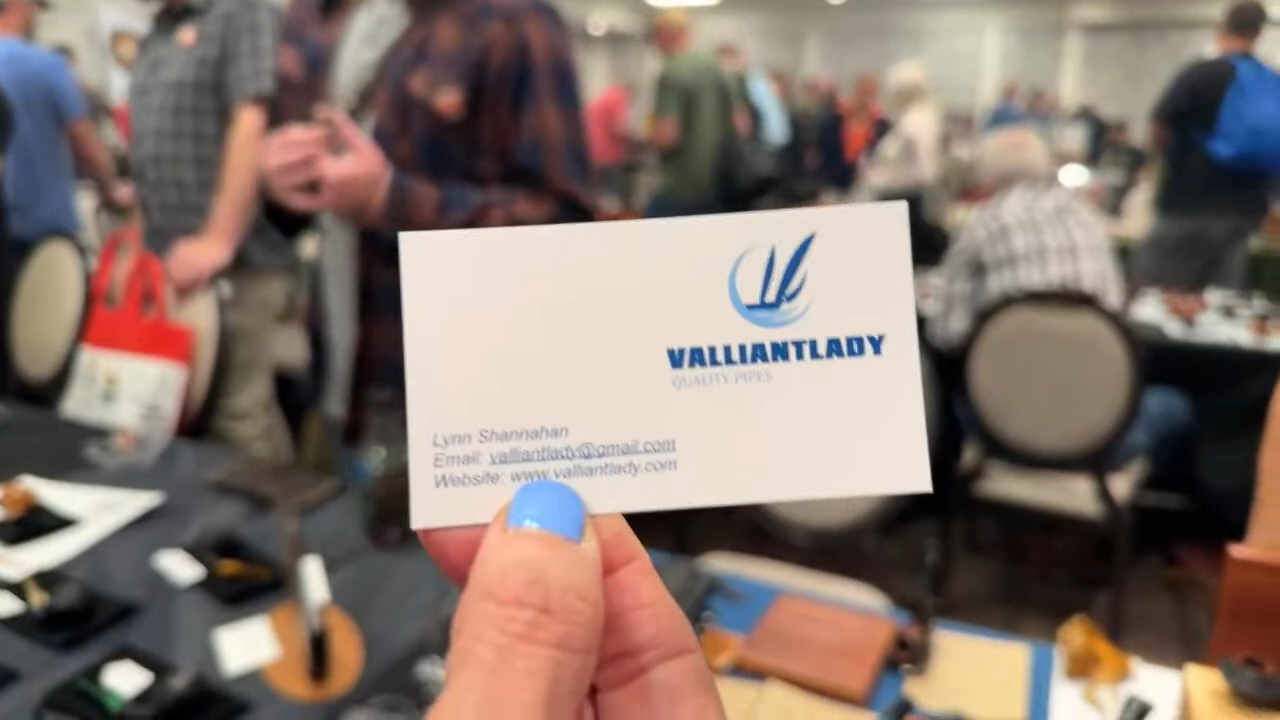 VALLIANTLADY
QUALITY PIPES
Lynn Shannahan
Email: valliantlady@gmail.com
Website: www.valliantlady.com